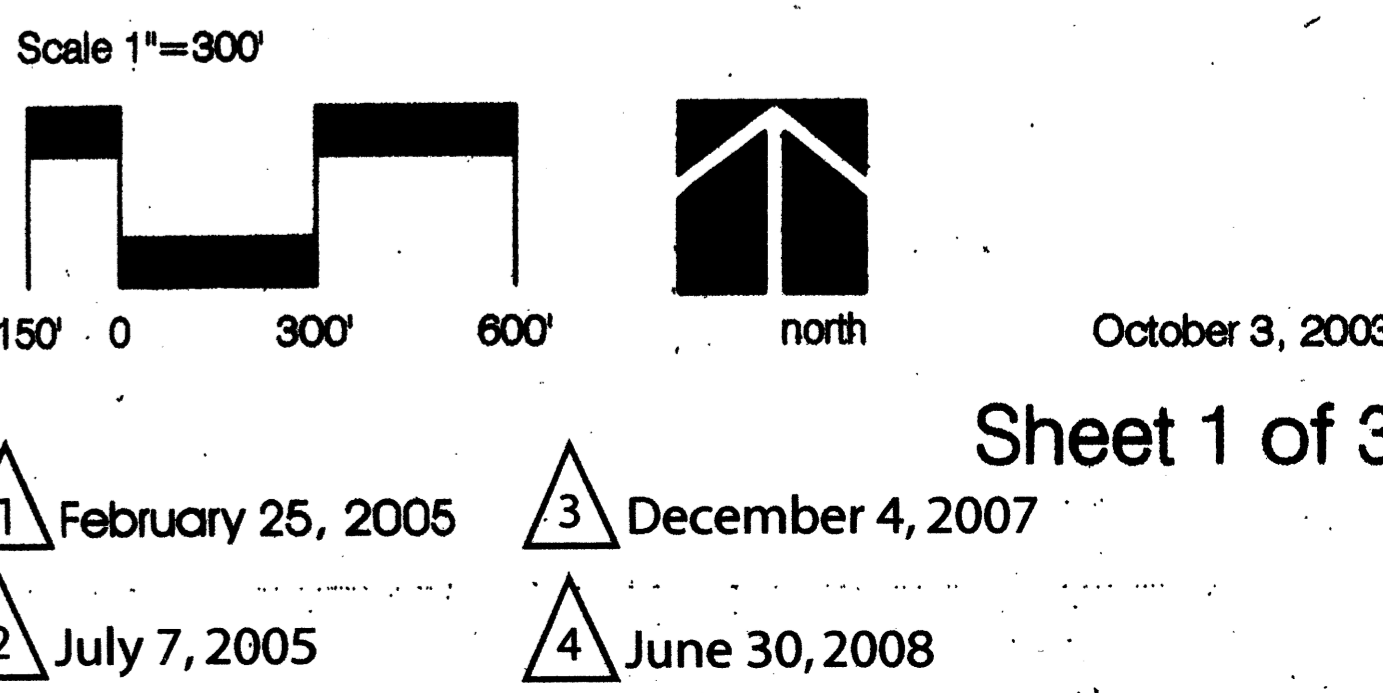 Scale 1"=300'
150' 0 300' 600' north October 3, 2003
Sheet 1 of 3
1 February 25, 2005 3 December 4, 2007
2 July 7, 2005 4 June 30, 2008